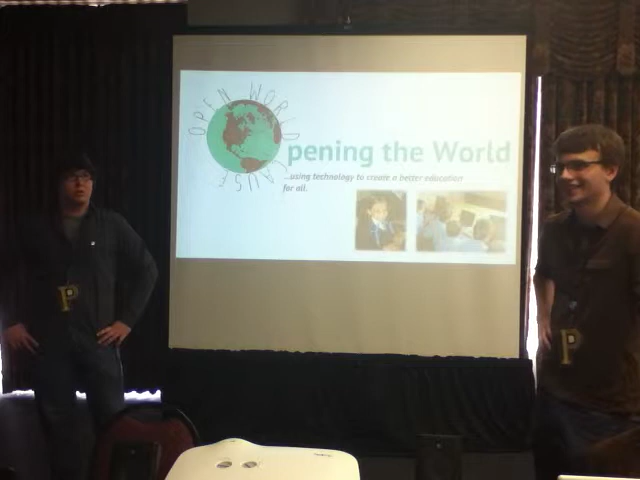 OPEN WORLD
CAUSE
pening the World
...using technology to create a better education
for all.
P
P